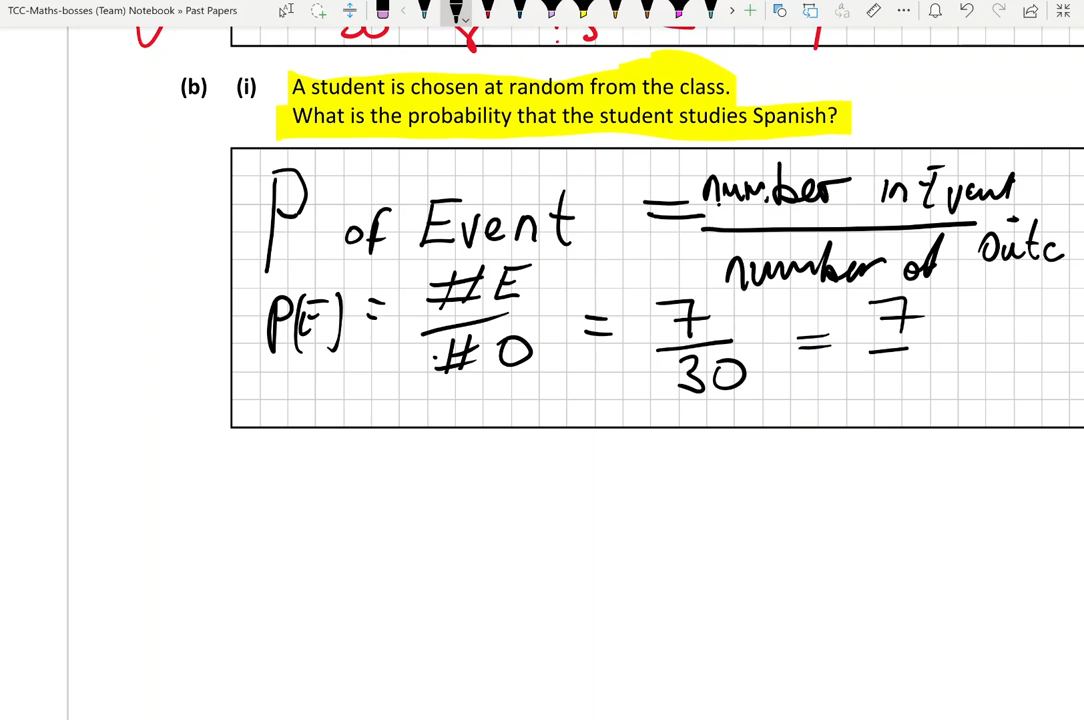 TCC-Maths-bosses (Team) Notebook » Past Papers
(b) (i) A student is chosen at random from the class.
What is the probability that the student studies Spanish?
P of Event = number in Event
number of Outc
P(E) = #E = 7 = 7
#O 30